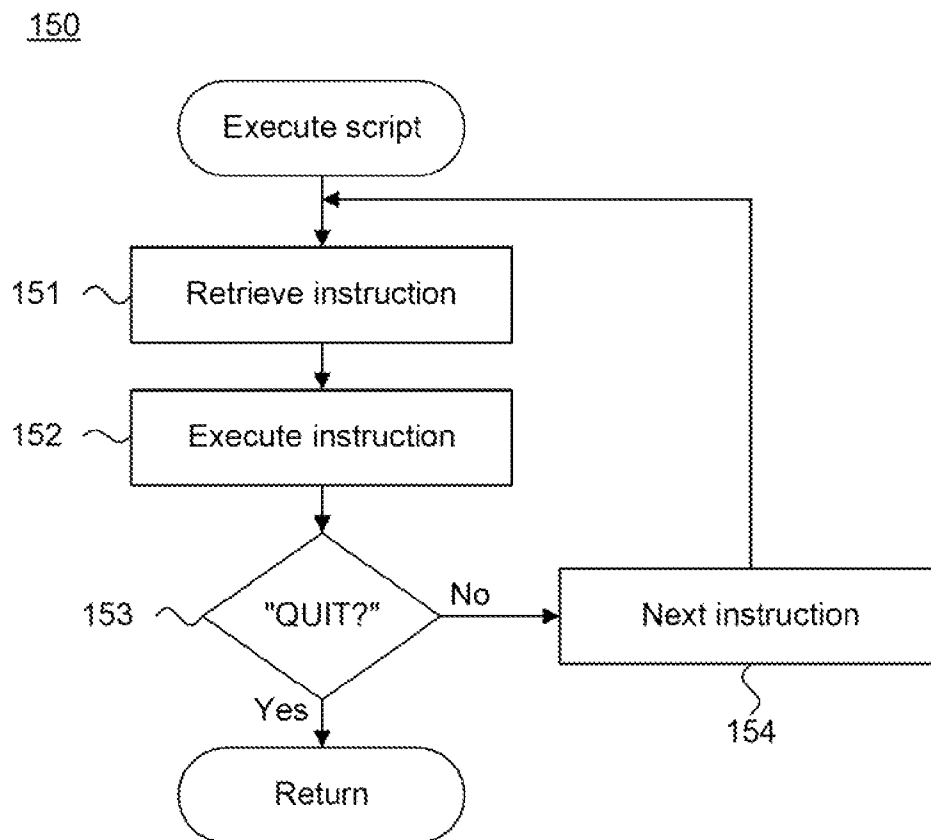 150
Execute script
151
Retrieve instruction
152
Execute instruction
153
"QUIT?"
No
Next instruction
154
Yes
Return